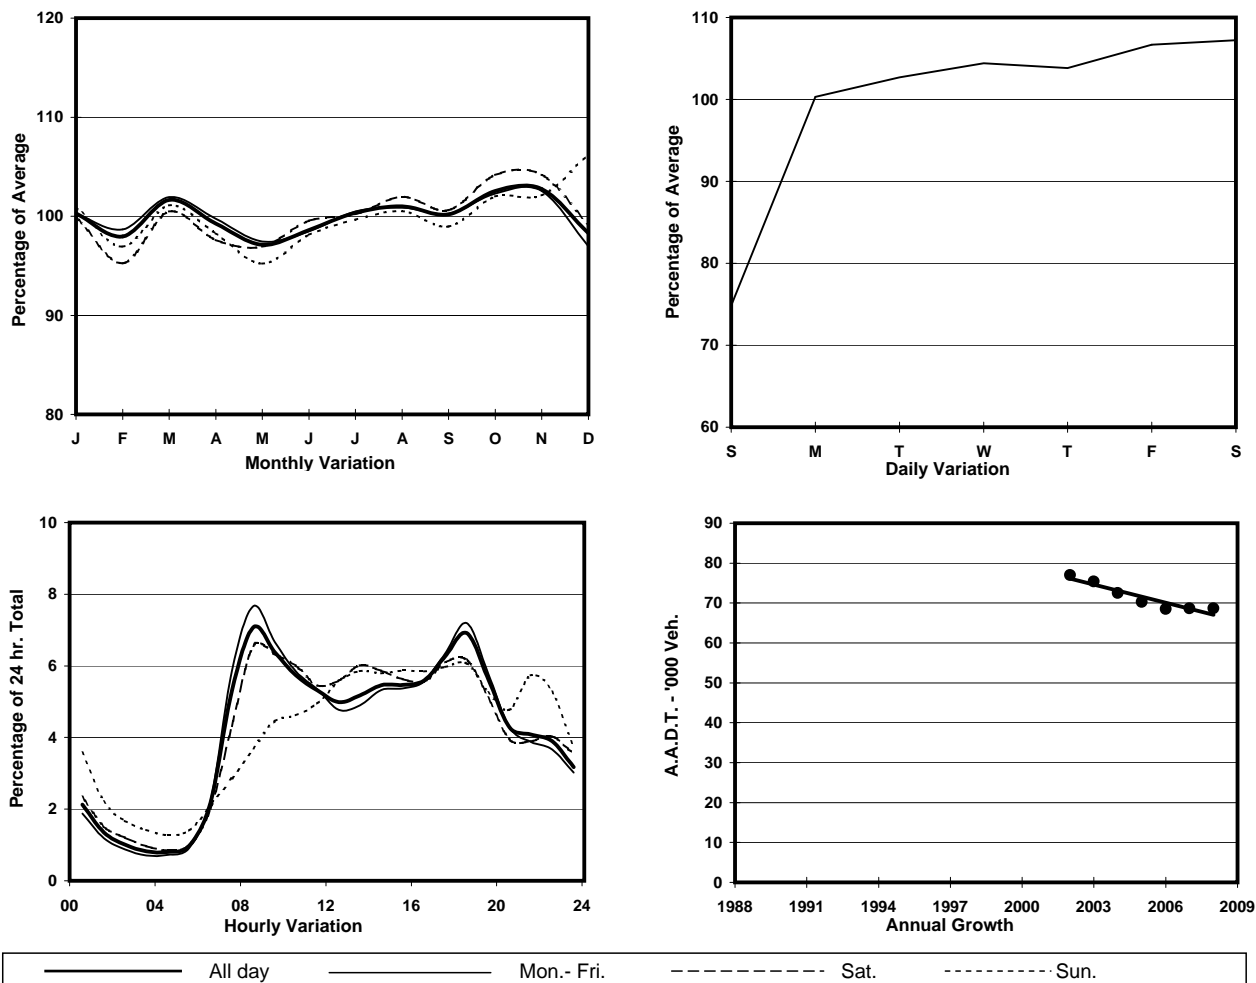 120
110
100
90
80
Percentage of Average
J F M A M J J A S O N D
Monthly Variation
110
100
90
80
70
60
Percentage of Average
S M T W T F S
Daily Variation
10
8
6
4
2
0
Percentage of 24 hr. Total
00 04 08 12 16 20 24
Hourly Variation
90
80
70
60
50
40
30
20
10
0
A.A.D.T. - '000 Veh.
1988 1991 1994 1997 2000 2003 2006 2009
Annual Growth
All day Mon.- Fri. Sat. Sun.